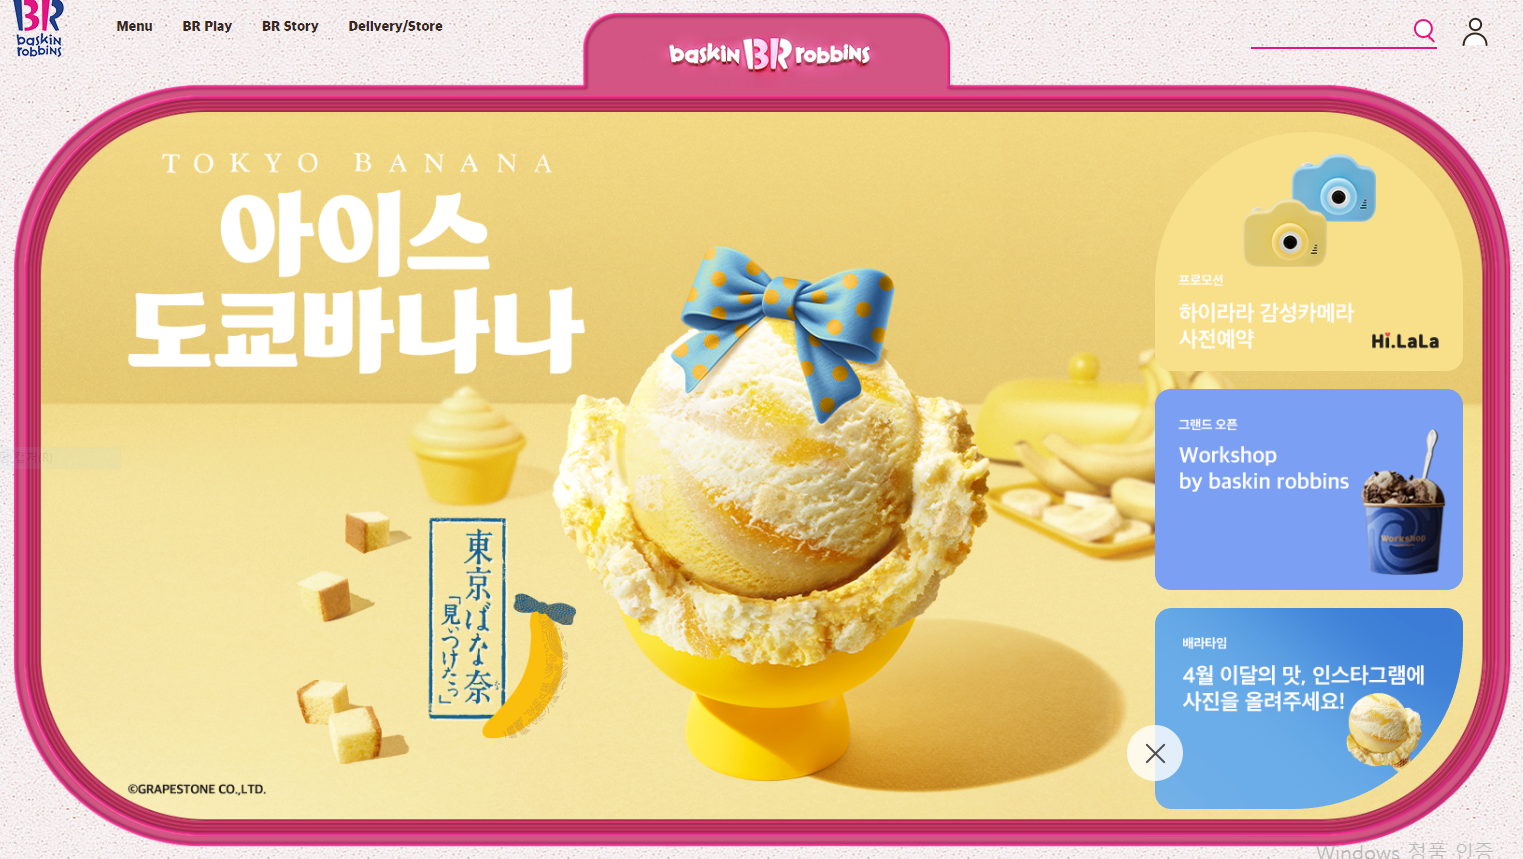 BR
baskin
robbins
Menu
BR Play
BR Story
Delivery/Store
baskin BR robbins
TOKYO BANANA
아이스
도쿄바나나
東京ばな奈
「見ぃつけたっ」
©GRAPESTONE CO.,LTD.
프로모션
하이라라 감성카메라
사전예약
Hi.LaLa
그랜드 오픈
Workshop
by baskin robbins
Workshop
배라타임
4월 이달의 맛, 인스타그램에
사진을 올려주세요!
Windows 정품 인증